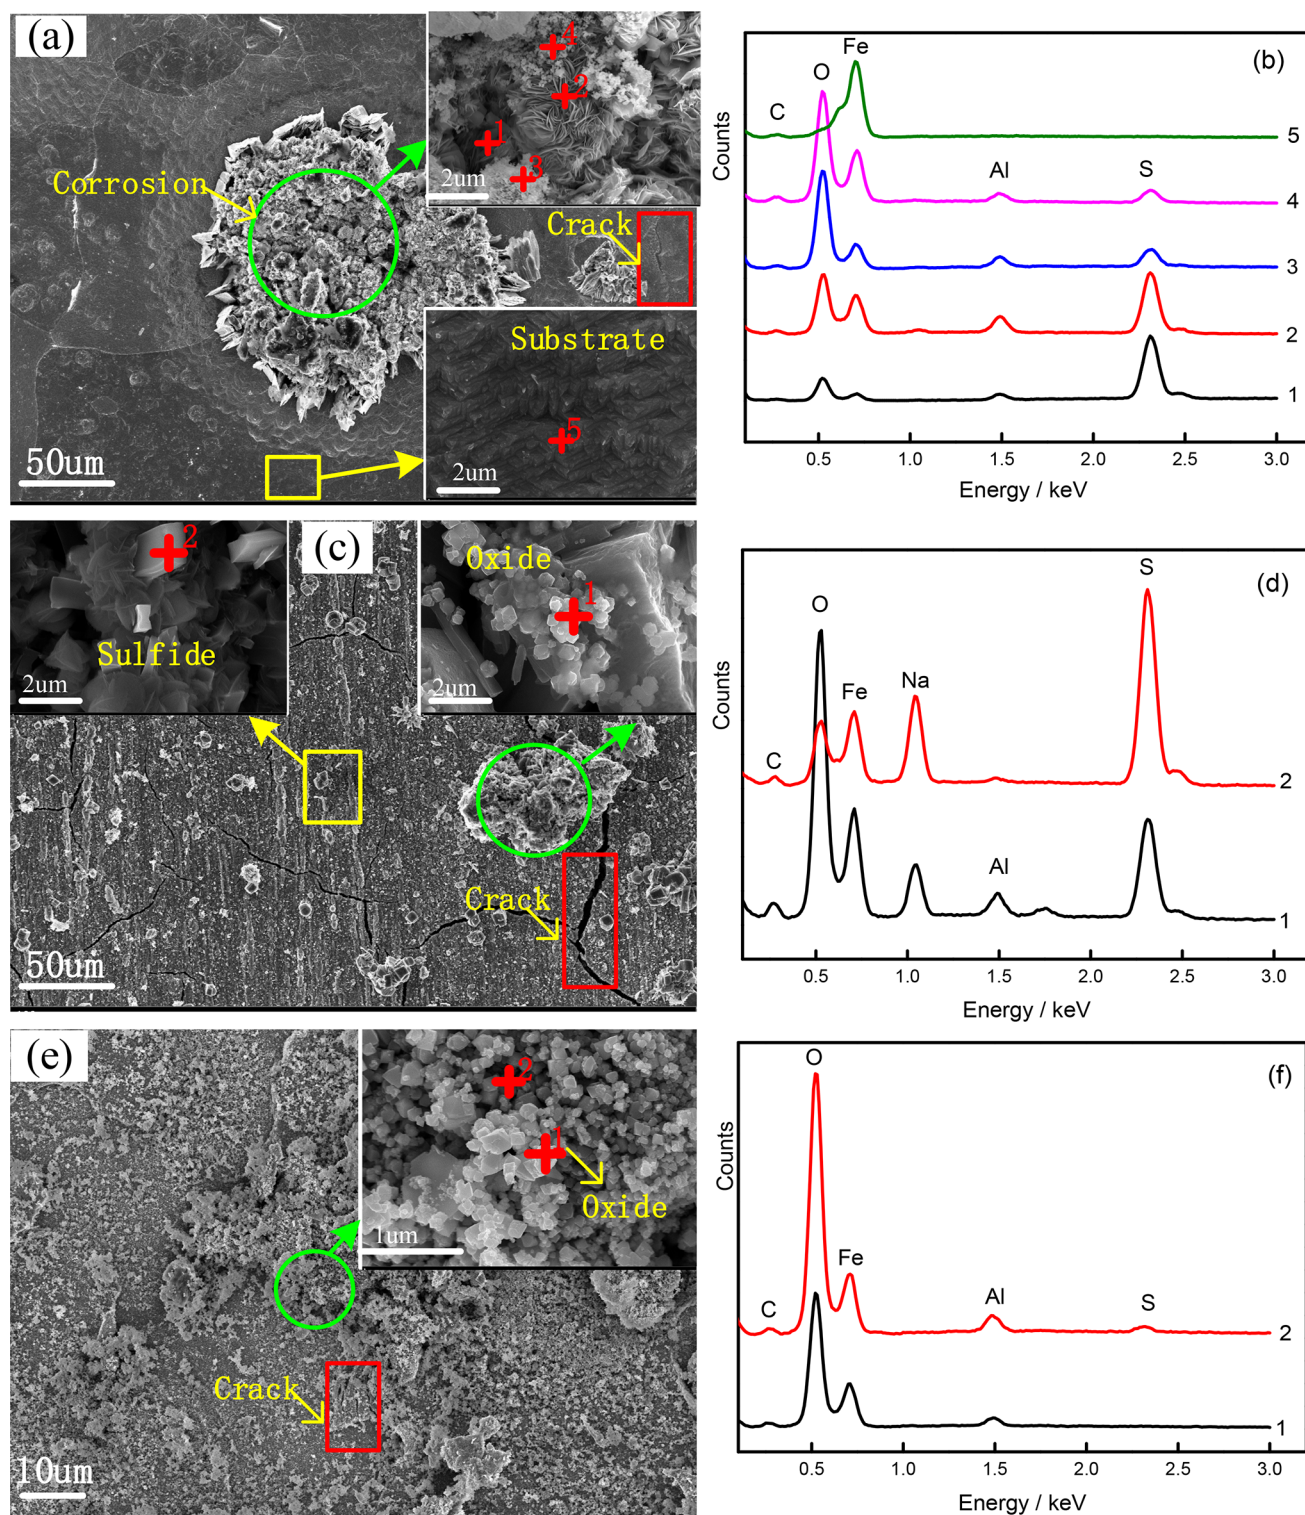 (a)
4
2
1
3
2um
Corrosion
Crack
Substrate
5
50um
2um
(b)
Fe
O
C
Al
S
5
4
3
2
1
Counts
0.5 1.0 1.5 2.0 2.5 3.0
Energy / keV
2
(c)
Oxide
1
Sulfide
2um
2um
Crack
50um
(d)
S
O
Fe
Na
C
Al
2
1
Counts
0.5 1.0 1.5 2.0 2.5 3.0
Energy / keV
(e)
2
1
Oxide
1um
Crack
10um
(f)
O
Fe
C
Al
S
2
1
Counts
0.5 1.0 1.5 2.0 2.5 3.0
Energy / keV